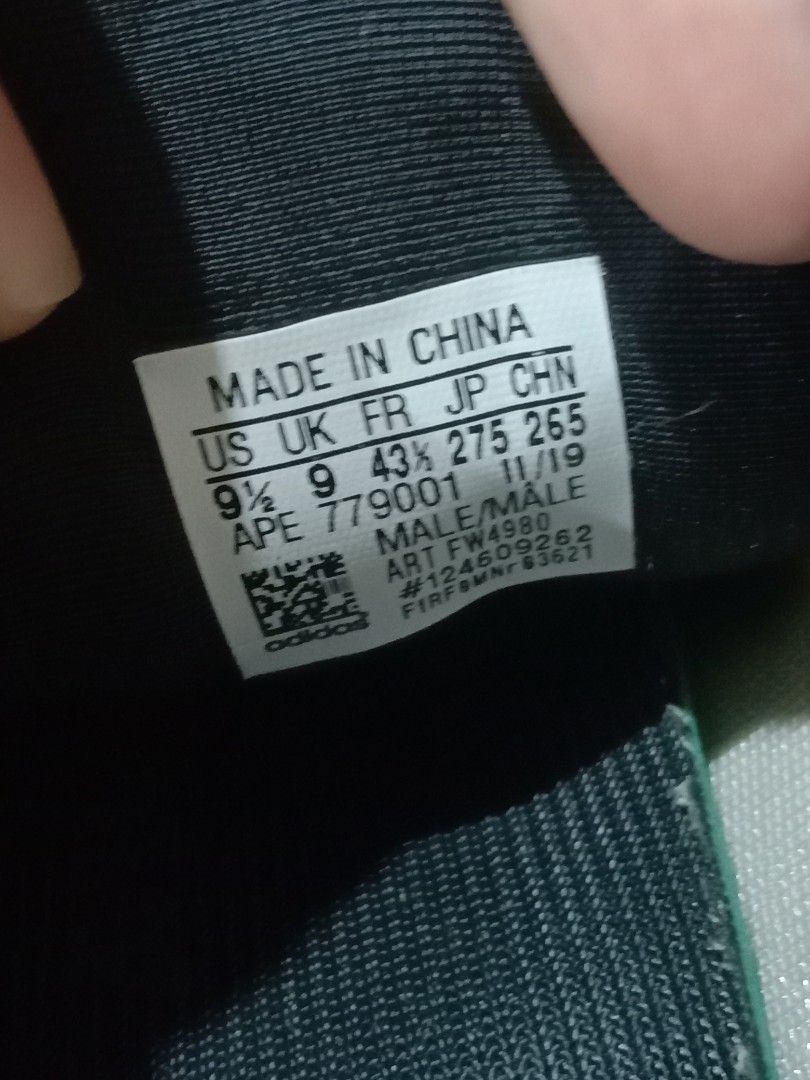 MADE IN CHINA
US UK FR JP CHN
9½ 9 43⅓ 275 265
APE 779001 11/19
MALE/MÂLE
ART FW4980
#124609262
adidas